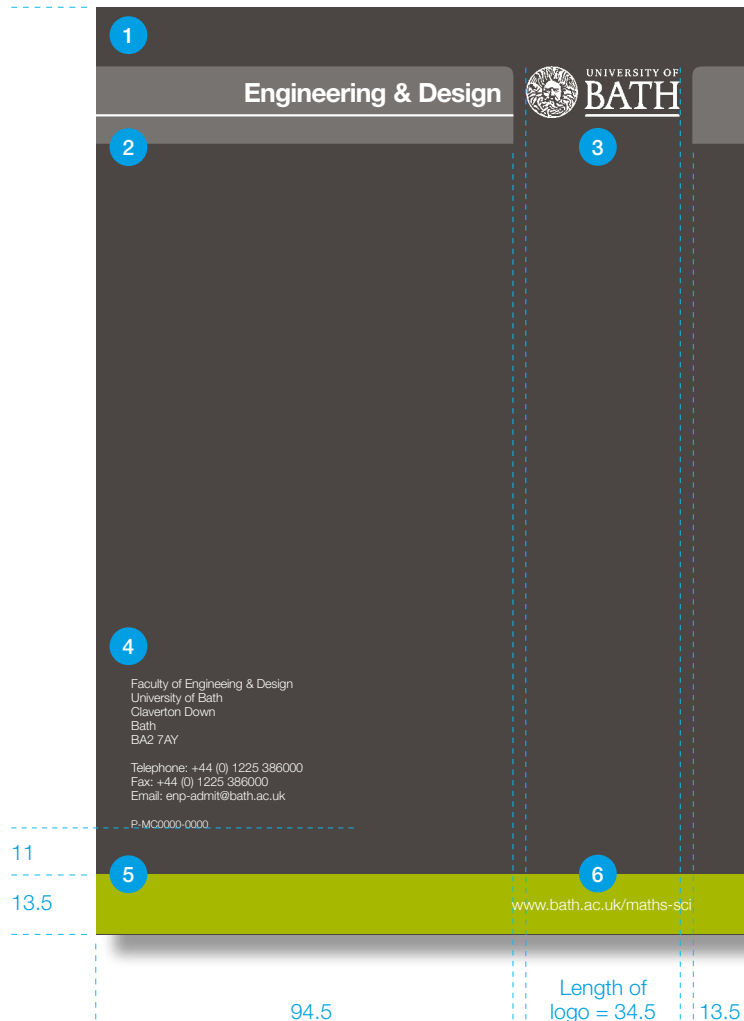 1
Engineering & Design
UNIVERSITY OF
BATH
2
3
4
Faculty of Engineeing & Design
University of Bath
Claverton Down
Bath
BA2 7AY
Telephone: +44 (0) 1225 386000
Fax: +44 (0) 1225 386000
Email: enp-admit@bath.ac.uk
P-MC0000-0000
11
5
6
13.5
www.bath.ac.uk/maths-sci
94.5
Length of
logo = 34.5
13.5